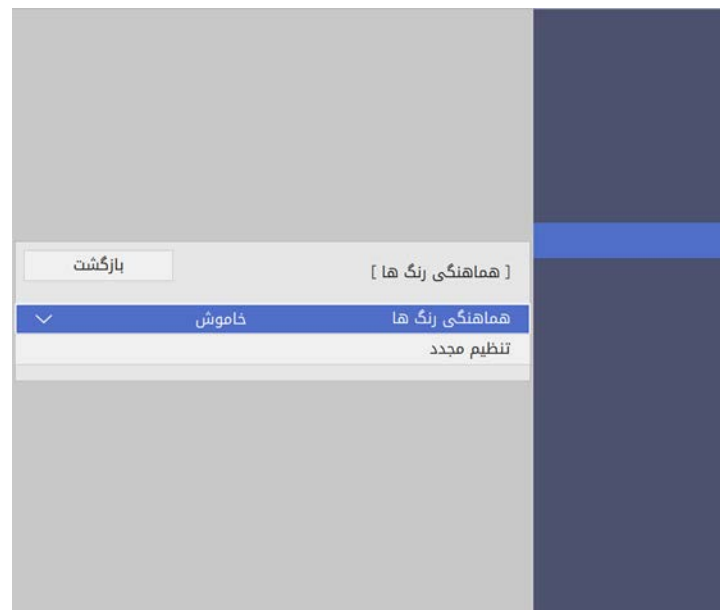 [ هماهنگی رنگ ها ] بازگشت
هماهنگی رنگ ها خاموش
تنظیم مجدد